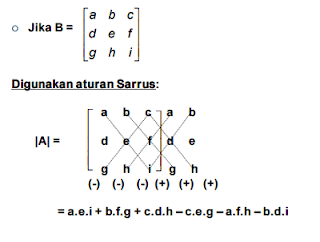 a b c
o Jika B = d e f
g h i
Digunakan aturan Sarrus:
a b c a b
|A| = d e f d e
g h i g h
(-) (-) (-) (+) (+) (+)
= a.e.i + b.f.g + c.d.h – c.e.g – a.f.h – b.d.i